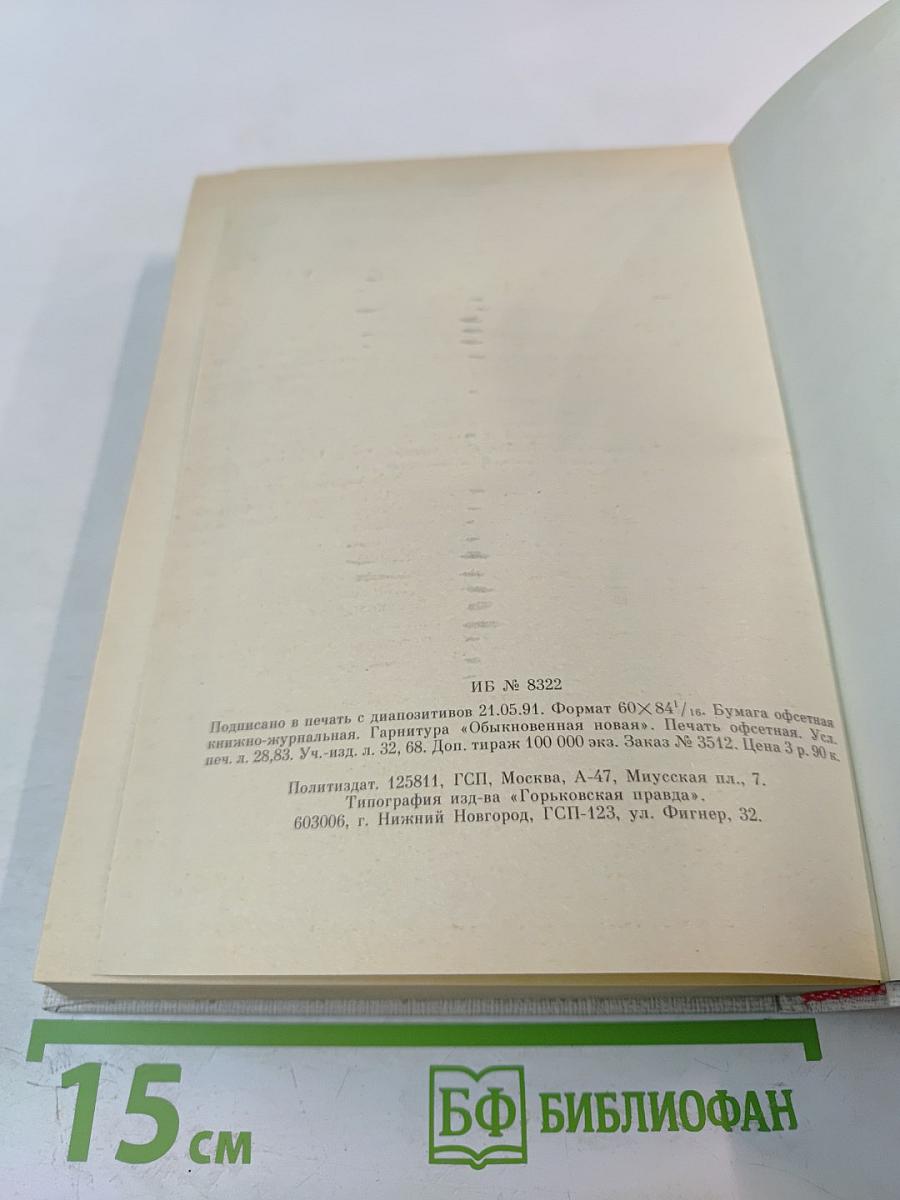 ИБ № 8322
Подписано в печать с диапозитивов 21.05.91. Формат 60×84¹/₁₆. Бумага офсетная
книжно-журнальная. Гарнитура «Обыкновенная новая». Печать офсетная. Усл.
печ. л. 28,83. Уч.-изд. л. 32, 68. Доп. тираж 100 000 экз. Заказ № 3512. Цена 3 р. 90 к.
Политиздат. 125811, ГСП, Москва, А-47, Миусская пл., 7.
Типография изд-ва «Горьковская правда».
603006, г. Нижний Новгород, ГСП-123, ул. Фигнер, 32.
15 см
БФ БИБЛИОФАН